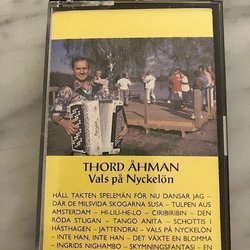 THORD ÅHMAN
Vals på Nyckelön
HÅLL TAKTEN SPELEMÄN FÖR NU DANSAR JAG –
DÄR DE MILSVIDA SKOGARNA SUSA – TULPEN AUS
AMSTERDAM – HI-LILI-HE-LO – CIRIBIRIBIN – DEN
RÖDA STUGAN – TANGO ANITA – SCHOTTIS I
HÄSTHAGEN – JÄTTENDRAI – VALS PÅ NYCKELÖN
– INTE HAN, INTE HAN – DET VÄXTE EN BLOMMA
– INGRIDS NIGHAMBO – SKYMNINGSFANTASI – EN